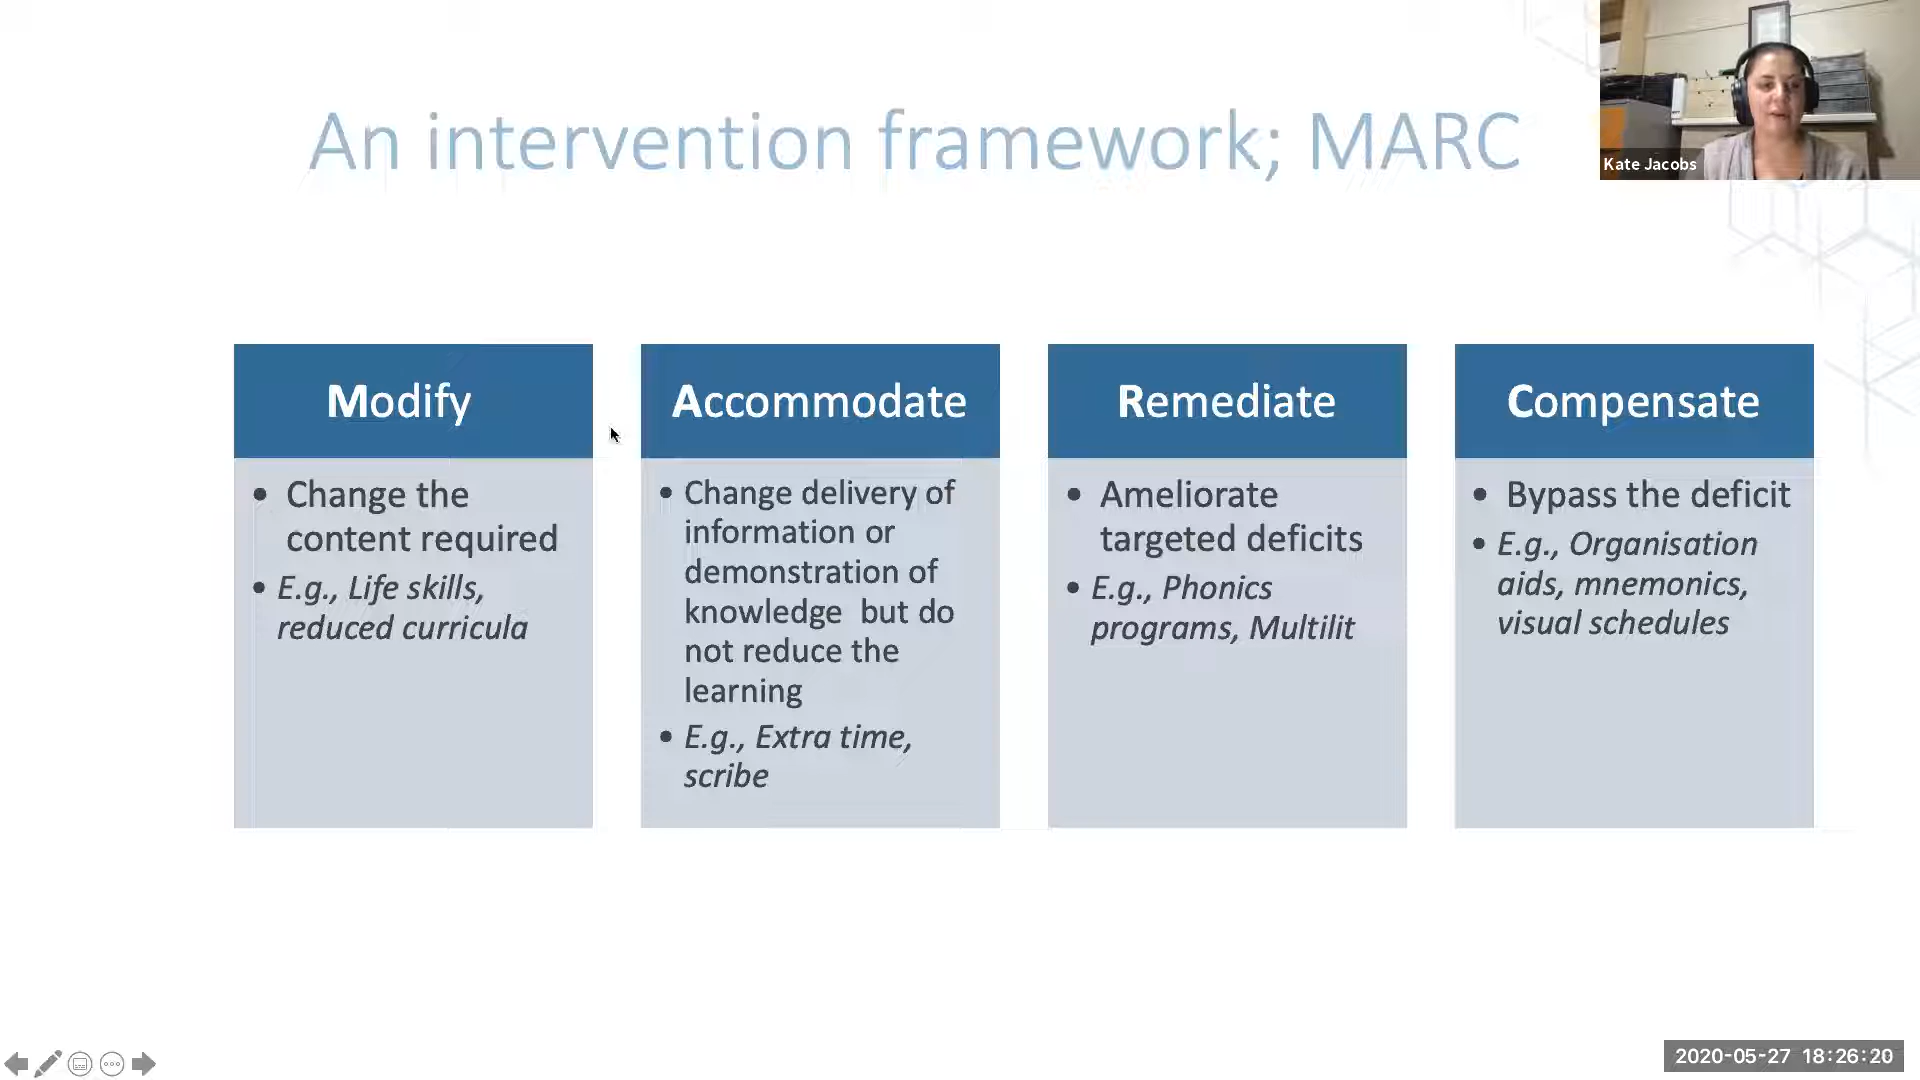 An intervention framework; MARC
Kate Jacobs
Modify
• Change the
content required
• E.g., Life skills,
reduced curricula
Accommodate
• Change delivery of
information or
demonstration of
knowledge  but do
not reduce the
learning
• E.g., Extra time,
scribe
Remediate
• Ameliorate
targeted deficits
• E.g., Phonics
programs, Multilit
Compensate
• Bypass the deficit
• E.g., Organisation
aids, mnemonics,
visual schedules
2020-05-27 18:26:20